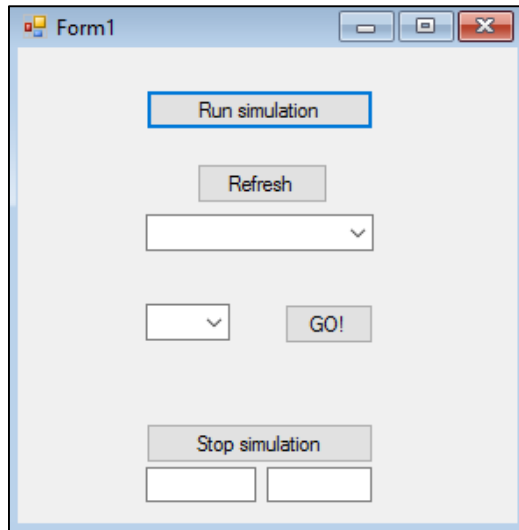 Form1
Run simulation
Refresh
GO!
Stop simulation